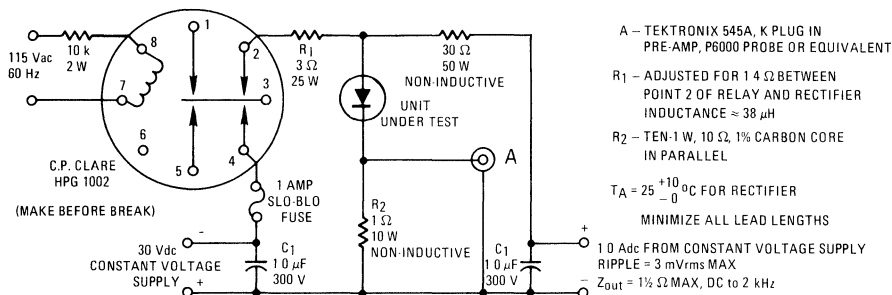 115 Vac
60 Hz
10 k
2 W
8
7
6
5
1
2
3
4
C.P. CLARE
HPG 1002
(MAKE BEFORE BREAK)
R1
3 Ω
25 W
30 Ω
50 W
NON-INDUCTIVE
UNIT
UNDER TEST
A
1 AMP
SLO-BLO
FUSE
R2
1 Ω
10 W
NON-INDUCTIVE
-
30 Vdc
CONSTANT VOLTAGE
SUPPLY
+
C1
1 0 μF
300 V
C1
1 0 μF
300 V
+
−
A – TEKTRONIX 545A, K PLUG IN
PRE-AMP, P6000 PROBE OR EQUIVALENT
R1 – ADJUSTED FOR 1 4 Ω BETWEEN
POINT 2 OF RELAY AND RECTIFIER
INDUCTANCE ≈ 38 μH
R2 – TEN-1 W, 10 Ω, 1% CARBON CORE
IN PARALLEL
TA = 25 +10 −0 °C FOR RECTIFIER
MINIMIZE ALL LEAD LENGTHS
1 0 Adc FROM CONSTANT VOLTAGE SUPPLY
RIPPLE = 3 mVrms MAX
Zout = 1½ Ω MAX, DC to 2 kHz